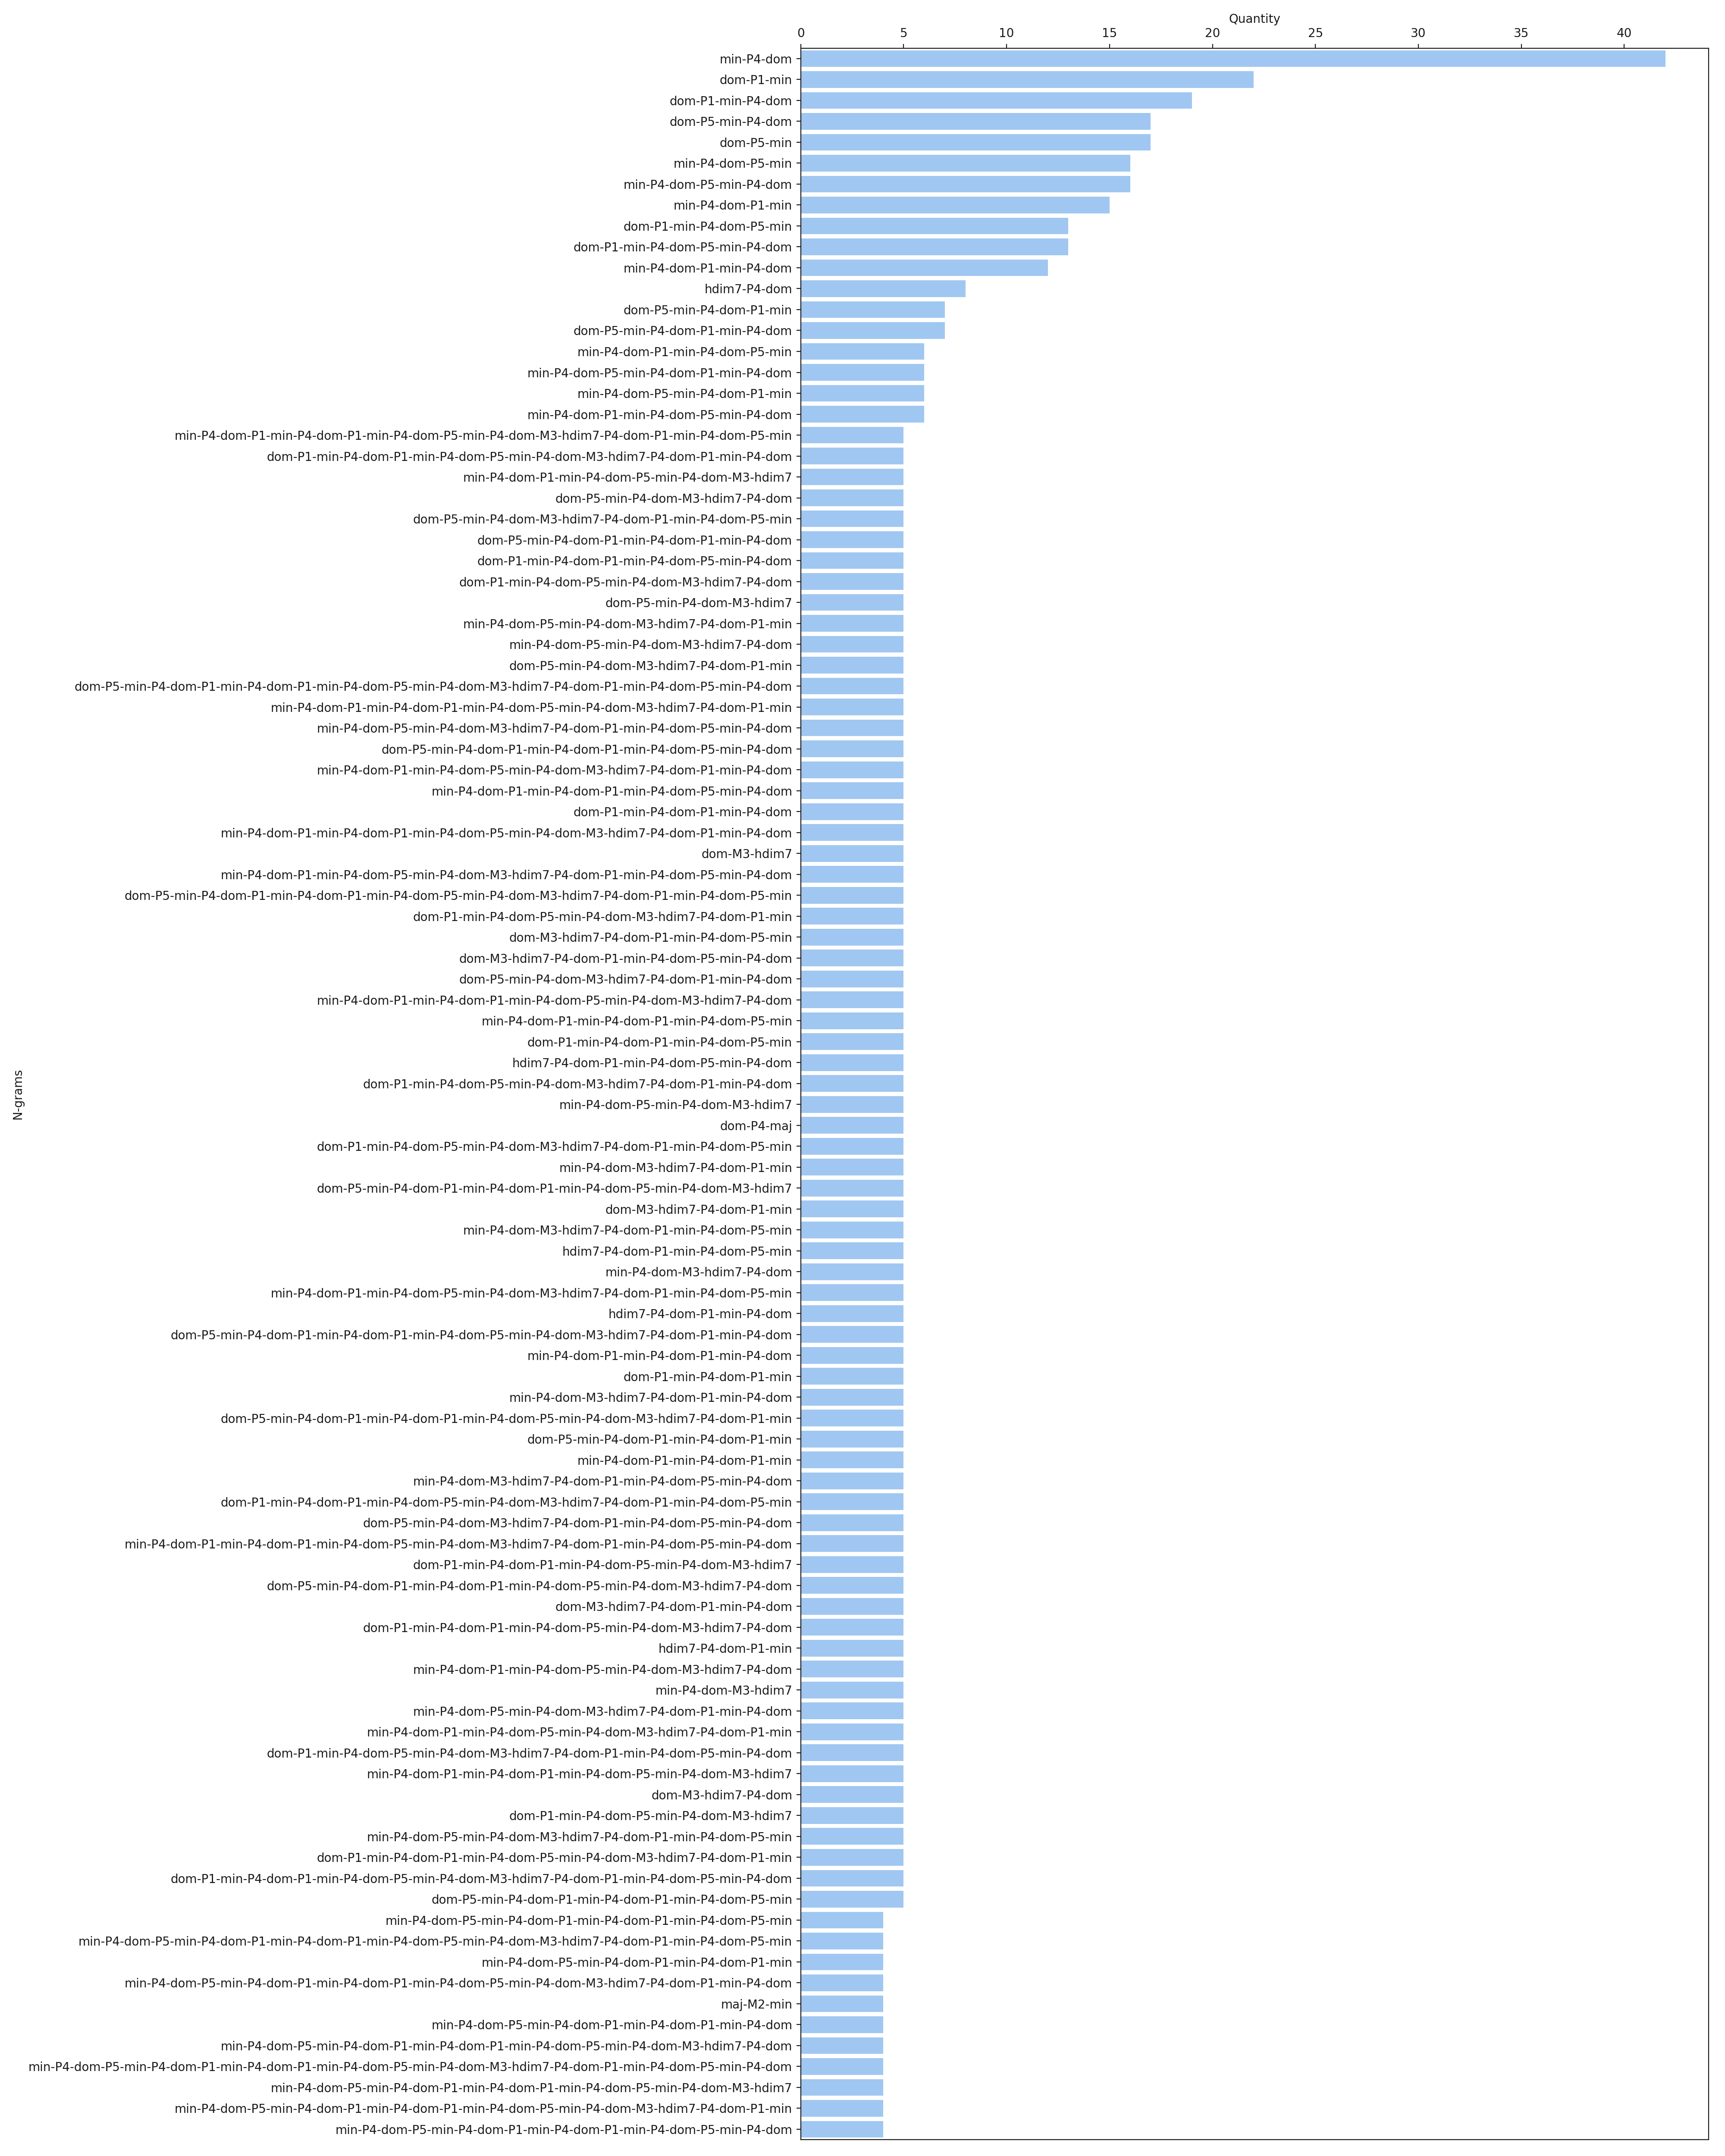 Quantity
0 5 10 15 20 25 30 35 40
min-P4-dom
dom-P1-min
dom-P1-min-P4-dom
dom-P5-min-P4-dom
dom-P5-min
min-P4-dom-P5-min
min-P4-dom-P5-min-P4-dom
min-P4-dom-P1-min
dom-P1-min-P4-dom-P5-min
dom-P1-min-P4-dom-P5-min-P4-dom
min-P4-dom-P1-min-P4-dom
hdim7-P4-dom
dom-P5-min-P4-dom-P1-min
dom-P5-min-P4-dom-P1-min-P4-dom
min-P4-dom-P1-min-P4-dom-P5-min
min-P4-dom-P5-min-P4-dom-P1-min-P4-dom
min-P4-dom-P5-min-P4-dom-P1-min
min-P4-dom-P1-min-P4-dom-P5-min-P4-dom
min-P4-dom-P1-min-P4-dom-P1-min-P4-dom-P5-min-P4-dom-M3-hdim7-P4-dom-P1-min-P4-dom-P5-min
dom-P1-min-P4-dom-P1-min-P4-dom-P5-min-P4-dom-M3-hdim7-P4-dom-P1-min-P4-dom
min-P4-dom-P1-min-P4-dom-P5-min-P4-dom-M3-hdim7
dom-P5-min-P4-dom-M3-hdim7-P4-dom
dom-P5-min-P4-dom-M3-hdim7-P4-dom-P1-min-P4-dom-P5-min
dom-P5-min-P4-dom-P1-min-P4-dom-P1-min-P4-dom
dom-P1-min-P4-dom-P1-min-P4-dom-P5-min-P4-dom
dom-P1-min-P4-dom-P5-min-P4-dom-M3-hdim7-P4-dom
dom-P5-min-P4-dom-M3-hdim7
min-P4-dom-P5-min-P4-dom-M3-hdim7-P4-dom-P1-min
min-P4-dom-P5-min-P4-dom-M3-hdim7-P4-dom
dom-P5-min-P4-dom-M3-hdim7-P4-dom-P1-min
dom-P5-min-P4-dom-P1-min-P4-dom-P1-min-P4-dom-P5-min-P4-dom-M3-hdim7-P4-dom-P1-min-P4-dom-P5-min-P4-dom
min-P4-dom-P1-min-P4-dom-P1-min-P4-dom-P5-min-P4-dom-M3-hdim7-P4-dom-P1-min
min-P4-dom-P5-min-P4-dom-M3-hdim7-P4-dom-P1-min-P4-dom-P5-min-P4-dom
dom-P5-min-P4-dom-P1-min-P4-dom-P1-min-P4-dom-P5-min-P4-dom
min-P4-dom-P1-min-P4-dom-P5-min-P4-dom-M3-hdim7-P4-dom-P1-min-P4-dom
min-P4-dom-P1-min-P4-dom-P1-min-P4-dom-P5-min-P4-dom
dom-P1-min-P4-dom-P1-min-P4-dom
min-P4-dom-P1-min-P4-dom-P1-min-P4-dom-P5-min-P4-dom-M3-hdim7-P4-dom-P1-min-P4-dom
dom-M3-hdim7
min-P4-dom-P1-min-P4-dom-P5-min-P4-dom-M3-hdim7-P4-dom-P1-min-P4-dom-P5-min-P4-dom
dom-P5-min-P4-dom-P1-min-P4-dom-P1-min-P4-dom-P5-min-P4-dom-M3-hdim7-P4-dom-P1-min-P4-dom-P5-min
dom-P1-min-P4-dom-P5-min-P4-dom-M3-hdim7-P4-dom-P1-min
dom-M3-hdim7-P4-dom-P1-min-P4-dom-P5-min
dom-M3-hdim7-P4-dom-P1-min-P4-dom-P5-min-P4-dom
dom-P5-min-P4-dom-M3-hdim7-P4-dom-P1-min-P4-dom
min-P4-dom-P1-min-P4-dom-P1-min-P4-dom-P5-min-P4-dom-M3-hdim7-P4-dom
min-P4-dom-P1-min-P4-dom-P1-min-P4-dom-P5-min
dom-P1-min-P4-dom-P1-min-P4-dom-P5-min
hdim7-P4-dom-P1-min-P4-dom-P5-min-P4-dom
dom-P1-min-P4-dom-P5-min-P4-dom-M3-hdim7-P4-dom-P1-min-P4-dom
min-P4-dom-P5-min-P4-dom-M3-hdim7
dom-P4-maj
dom-P1-min-P4-dom-P5-min-P4-dom-M3-hdim7-P4-dom-P1-min-P4-dom-P5-min
min-P4-dom-M3-hdim7-P4-dom-P1-min
dom-P5-min-P4-dom-P1-min-P4-dom-P1-min-P4-dom-P5-min-P4-dom-M3-hdim7
dom-M3-hdim7-P4-dom-P1-min
min-P4-dom-M3-hdim7-P4-dom-P1-min-P4-dom-P5-min
hdim7-P4-dom-P1-min-P4-dom-P5-min
min-P4-dom-M3-hdim7-P4-dom
min-P4-dom-P1-min-P4-dom-P5-min-P4-dom-M3-hdim7-P4-dom-P1-min-P4-dom-P5-min
hdim7-P4-dom-P1-min-P4-dom
dom-P5-min-P4-dom-P1-min-P4-dom-P1-min-P4-dom-P5-min-P4-dom-M3-hdim7-P4-dom-P1-min-P4-dom
min-P4-dom-P1-min-P4-dom-P1-min-P4-dom
dom-P1-min-P4-dom-P1-min
min-P4-dom-M3-hdim7-P4-dom-P1-min-P4-dom
dom-P5-min-P4-dom-P1-min-P4-dom-P1-min-P4-dom-P5-min-P4-dom-M3-hdim7-P4-dom-P1-min
dom-P5-min-P4-dom-P1-min-P4-dom-P1-min
min-P4-dom-P1-min-P4-dom-P1-min
min-P4-dom-M3-hdim7-P4-dom-P1-min-P4-dom-P5-min-P4-dom
dom-P1-min-P4-dom-P1-min-P4-dom-P5-min-P4-dom-M3-hdim7-P4-dom-P1-min-P4-dom-P5-min
dom-P5-min-P4-dom-M3-hdim7-P4-dom-P1-min-P4-dom-P5-min-P4-dom
min-P4-dom-P1-min-P4-dom-P1-min-P4-dom-P5-min-P4-dom-M3-hdim7-P4-dom-P1-min-P4-dom-P5-min-P4-dom
dom-P1-min-P4-dom-P1-min-P4-dom-P5-min-P4-dom-M3-hdim7
dom-P5-min-P4-dom-P1-min-P4-dom-P1-min-P4-dom-P5-min-P4-dom-M3-hdim7-P4-dom
dom-M3-hdim7-P4-dom-P1-min-P4-dom
dom-P1-min-P4-dom-P1-min-P4-dom-P5-min-P4-dom-M3-hdim7-P4-dom
hdim7-P4-dom-P1-min
min-P4-dom-P1-min-P4-dom-P5-min-P4-dom-M3-hdim7-P4-dom
min-P4-dom-M3-hdim7
min-P4-dom-P5-min-P4-dom-M3-hdim7-P4-dom-P1-min-P4-dom
min-P4-dom-P1-min-P4-dom-P5-min-P4-dom-M3-hdim7-P4-dom-P1-min
dom-P1-min-P4-dom-P5-min-P4-dom-M3-hdim7-P4-dom-P1-min-P4-dom-P5-min-P4-dom
min-P4-dom-P1-min-P4-dom-P1-min-P4-dom-P5-min-P4-dom-M3-hdim7
dom-M3-hdim7-P4-dom
dom-P1-min-P4-dom-P5-min-P4-dom-M3-hdim7
min-P4-dom-P5-min-P4-dom-M3-hdim7-P4-dom-P1-min-P4-dom-P5-min
dom-P1-min-P4-dom-P1-min-P4-dom-P5-min-P4-dom-M3-hdim7-P4-dom-P1-min
dom-P1-min-P4-dom-P1-min-P4-dom-P5-min-P4-dom-M3-hdim7-P4-dom-P1-min-P4-dom-P5-min-P4-dom
dom-P5-min-P4-dom-P1-min-P4-dom-P1-min-P4-dom-P5-min
min-P4-dom-P5-min-P4-dom-P1-min-P4-dom-P1-min-P4-dom-P5-min
min-P4-dom-P5-min-P4-dom-P1-min-P4-dom-P1-min-P4-dom-P5-min-P4-dom-M3-hdim7-P4-dom-P1-min-P4-dom-P5-min
min-P4-dom-P5-min-P4-dom-P1-min-P4-dom-P1-min
min-P4-dom-P5-min-P4-dom-P1-min-P4-dom-P1-min-P4-dom-P5-min-P4-dom-M3-hdim7-P4-dom-P1-min-P4-dom
maj-M2-min
min-P4-dom-P5-min-P4-dom-P1-min-P4-dom-P1-min-P4-dom
min-P4-dom-P5-min-P4-dom-P1-min-P4-dom-P1-min-P4-dom-P5-min-P4-dom-M3-hdim7-P4-dom
min-P4-dom-P5-min-P4-dom-P1-min-P4-dom-P1-min-P4-dom-P5-min-P4-dom-M3-hdim7-P4-dom-P1-min-P4-dom-P5-min-P4-dom
min-P4-dom-P5-min-P4-dom-P1-min-P4-dom-P1-min-P4-dom-P5-min-P4-dom-M3-hdim7
min-P4-dom-P5-min-P4-dom-P1-min-P4-dom-P1-min-P4-dom-P5-min-P4-dom-M3-hdim7-P4-dom-P1-min
min-P4-dom-P5-min-P4-dom-P1-min-P4-dom-P1-min-P4-dom-P5-min-P4-dom
N-grams